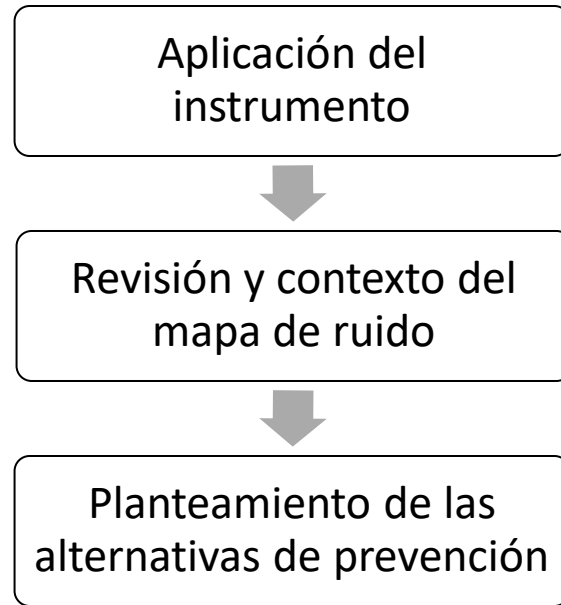 Aplicación del
instrumento
Revisión y contexto del
mapa de ruido
Planteamiento de las
alternativas de prevención